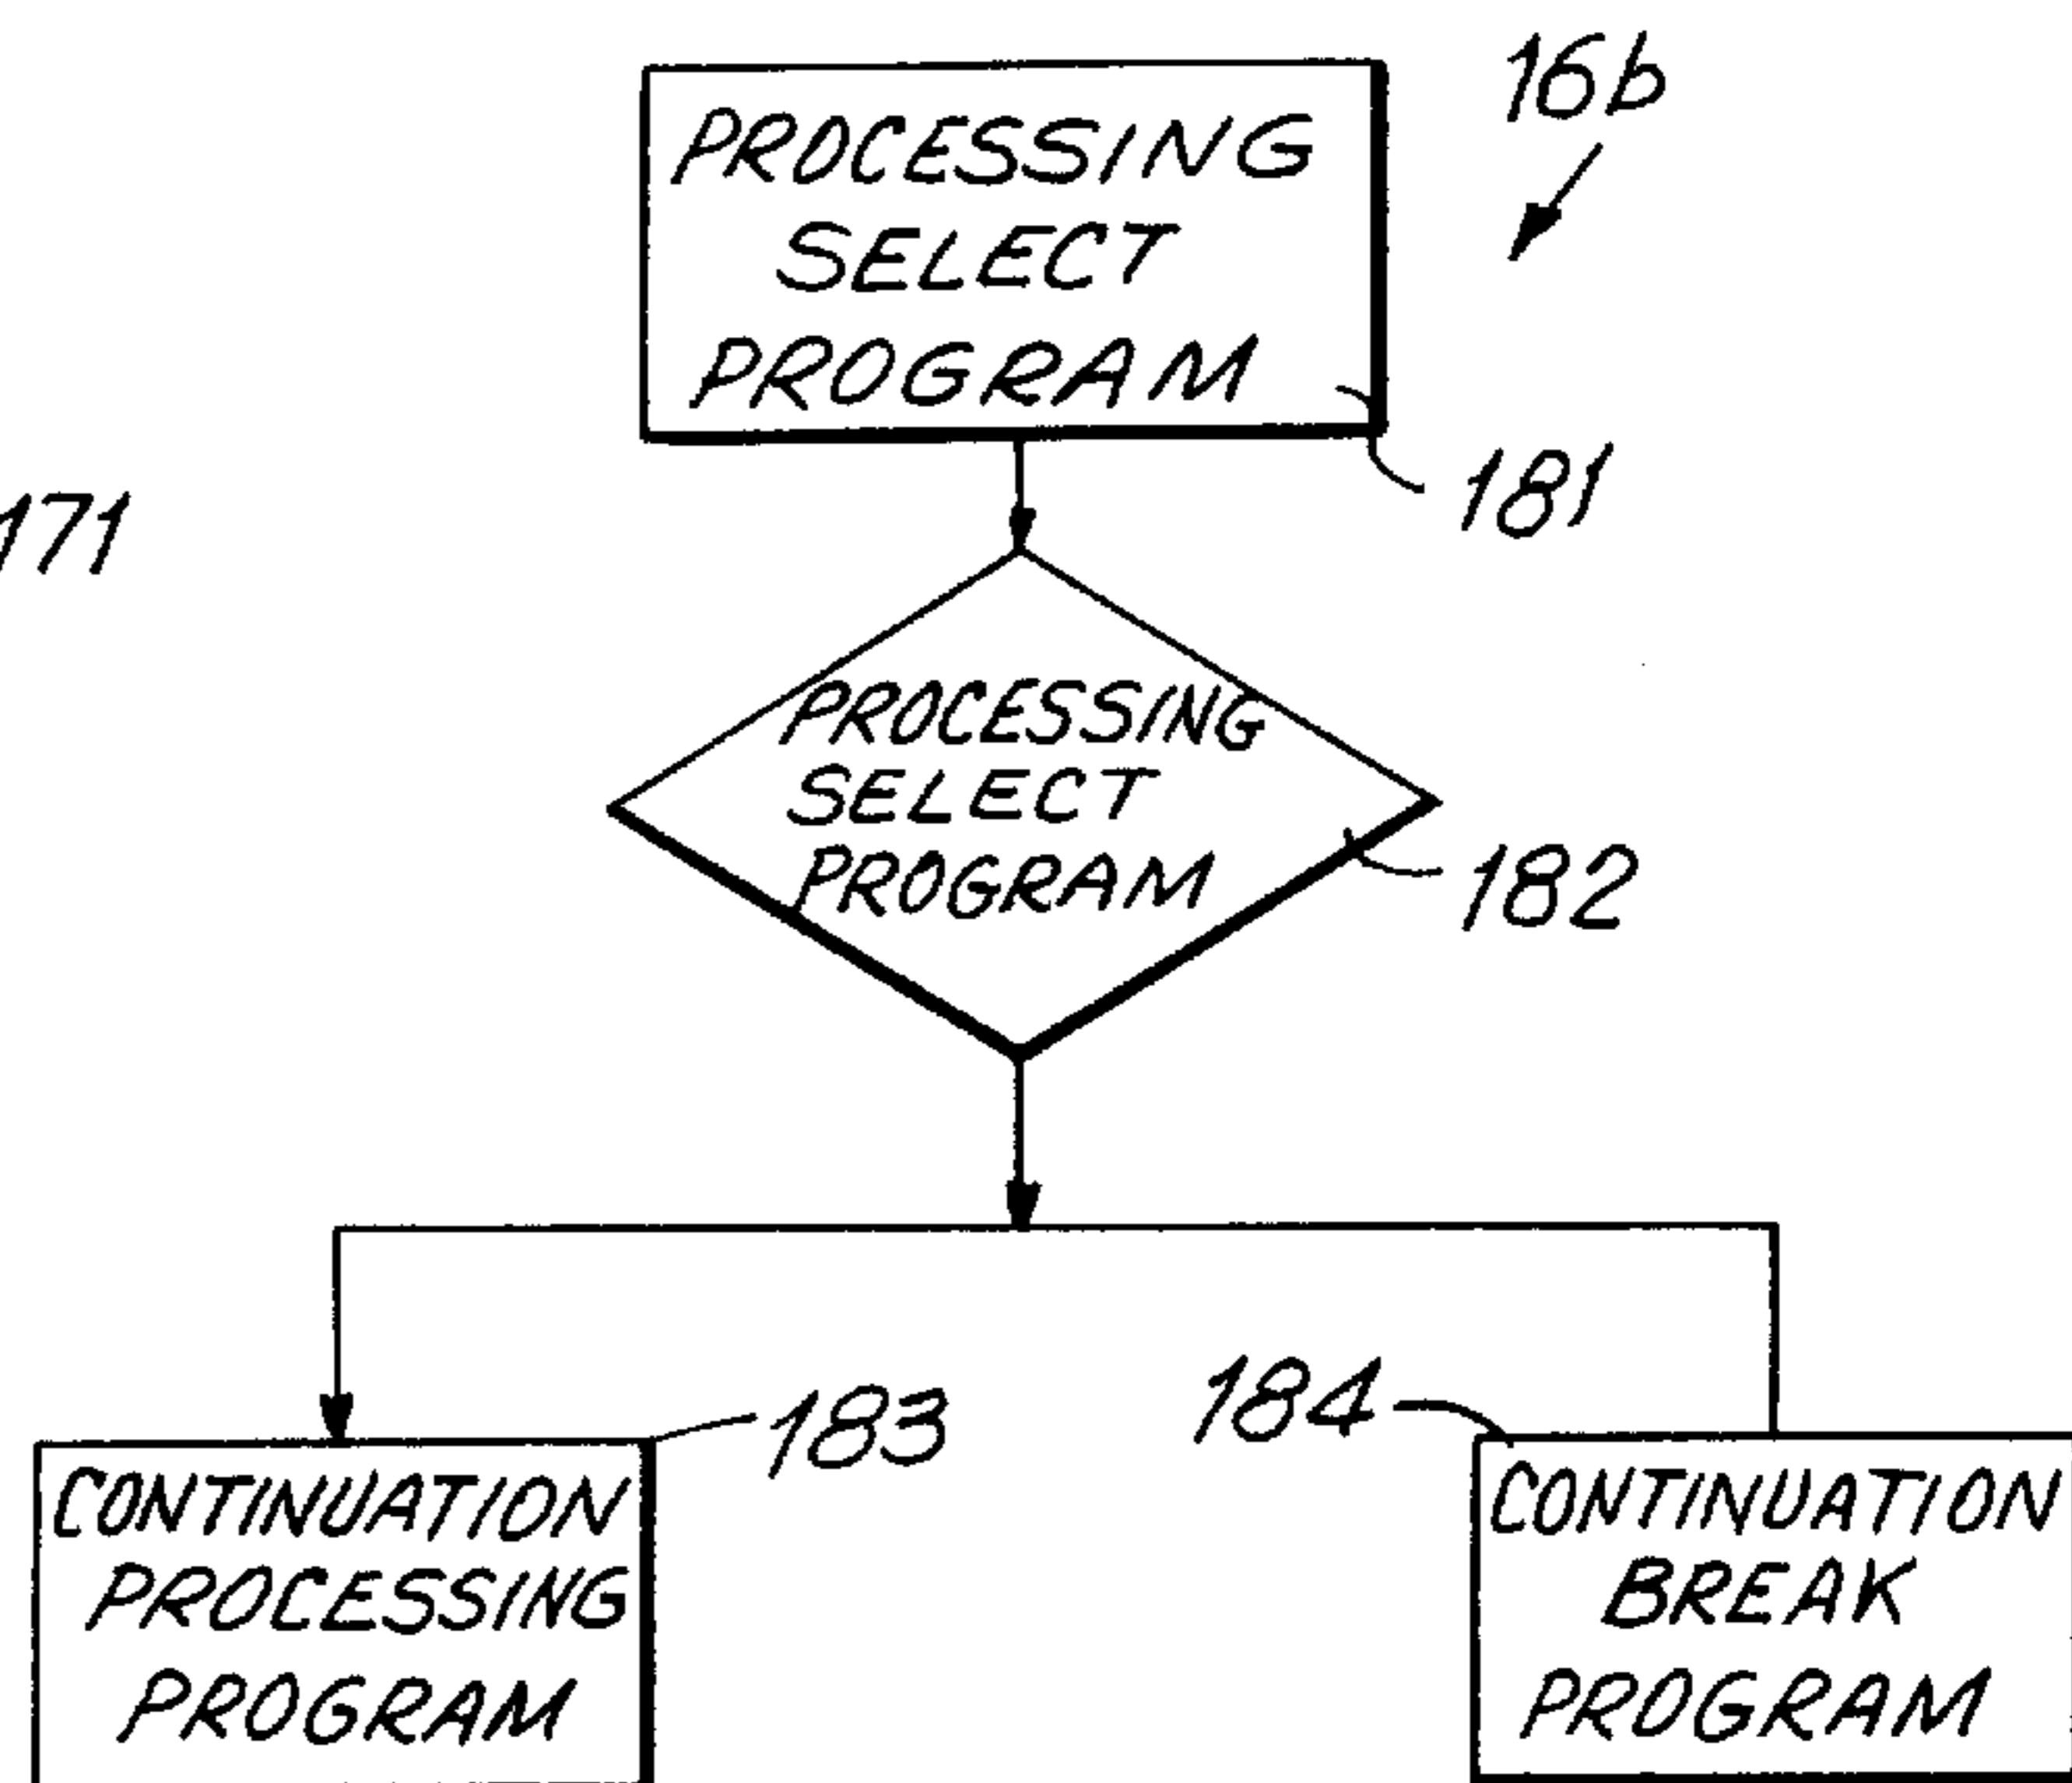 16b
PROCESSING
SELECT
PROGRAM
181
171
PROCESSING
SELECT
PROGRAM
182
183
184
CONTINUATION
PROCESSING
PROGRAM
CONTINUATION
BREAK
PROGRAM